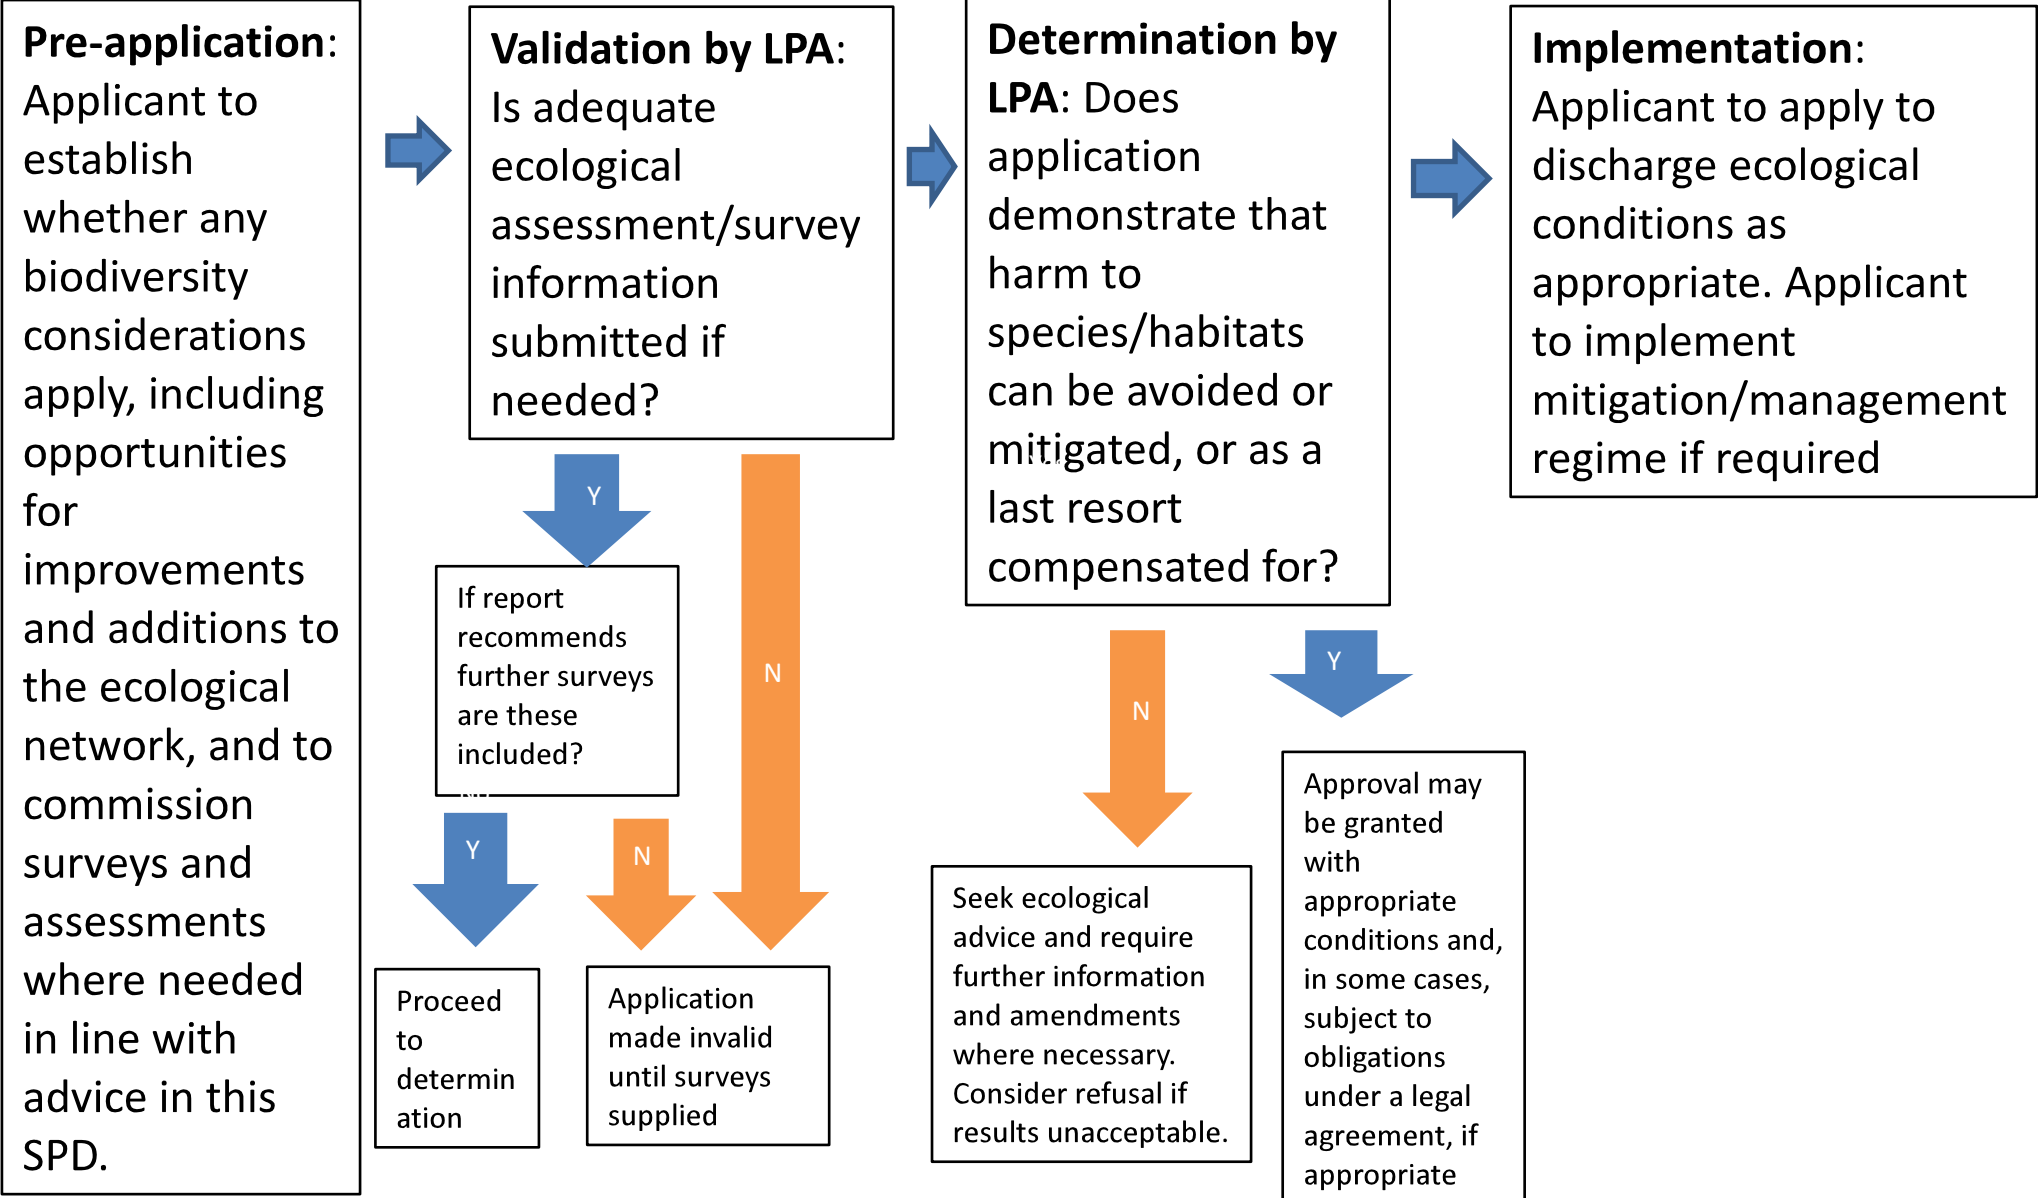 Pre-application:
Applicant to
establish
whether any
biodiversity
considerations
apply, including
opportunities
for
improvements
and additions to
the ecological
network, and to
commission
surveys and
assessments
where needed
in line with
advice in this
SPD.
Validation by LPA:
Is adequate
ecological
assessment/survey
information
submitted if
needed?
Y
N
If report
recommends
further surveys
are these
included?
Y
N
Proceed
to
determin
ation
Application
made invalid
until surveys
supplied
Determination by
LPA: Does
application
demonstrate that
harm to
species/habitats
can be avoided or
mitigated, or as a
last resort
compensated for?
N
Y
Seek ecological
advice and require
further information
and amendments
where necessary.
Consider refusal if
results unacceptable.
Approval may
be granted
with
appropriate
conditions and,
in some cases,
subject to
obligations
under a legal
agreement, if
appropriate
Implementation:
Applicant to apply to
discharge ecological
conditions as
appropriate. Applicant
to implement
mitigation/management
regime if required